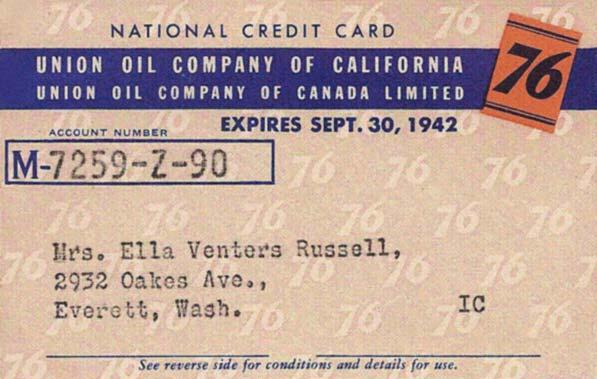 NATIONAL CREDIT CARD
UNION OIL COMPANY OF CALIFORNIA
UNION OIL COMPANY OF CANADA LIMITED
76
EXPIRES SEPT. 30, 1942
ACCOUNT NUMBER
M-7259-Z-90
Mrs. Ella Venters Russell,
2932 Oakes Ave.,
Everett, Wash.
IC
See reverse side for conditions and details for use.